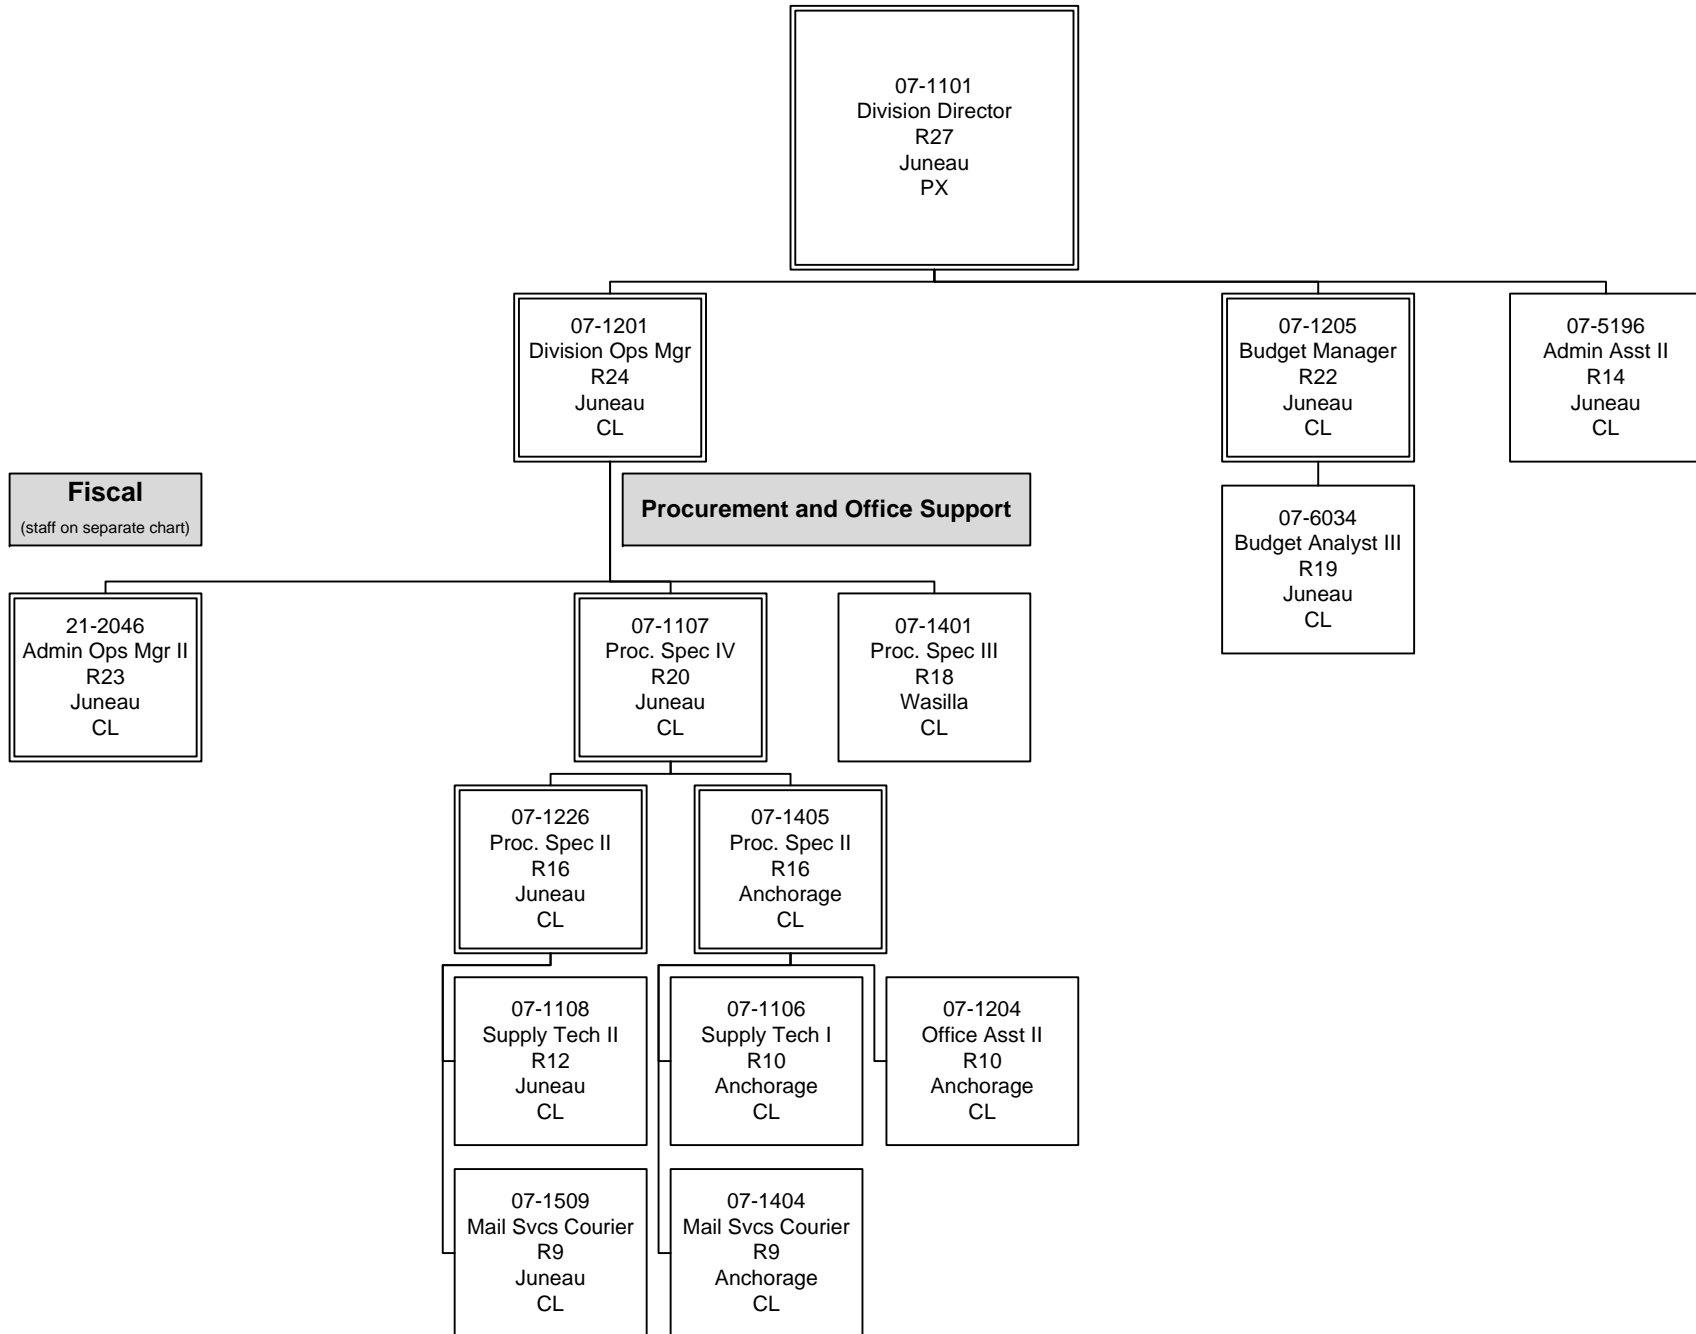 07-1101
Division Director
R27
Juneau
PX
07-1201
Division Ops Mgr
R24
Juneau
CL
07-1205
Budget Manager
R22
Juneau
CL
07-5196
Admin Asst II
R14
Juneau
CL
Fiscal
(staff on separate chart)
Procurement and Office Support
07-6034
Budget Analyst III
R19
Juneau
CL
21-2046
Admin Ops Mgr II
R23
Juneau
CL
07-1107
Proc. Spec IV
R20
Juneau
CL
07-1401
Proc. Spec III
R18
Wasilla
CL
07-1226
Proc. Spec II
R16
Juneau
CL
07-1405
Proc. Spec II
R16
Anchorage
CL
07-1108
Supply Tech II
R12
Juneau
CL
07-1106
Supply Tech I
R10
Anchorage
CL
07-1204
Office Asst II
R10
Anchorage
CL
07-1509
Mail Svcs Courier
R9
Juneau
CL
07-1404
Mail Svcs Courier
R9
Anchorage
CL